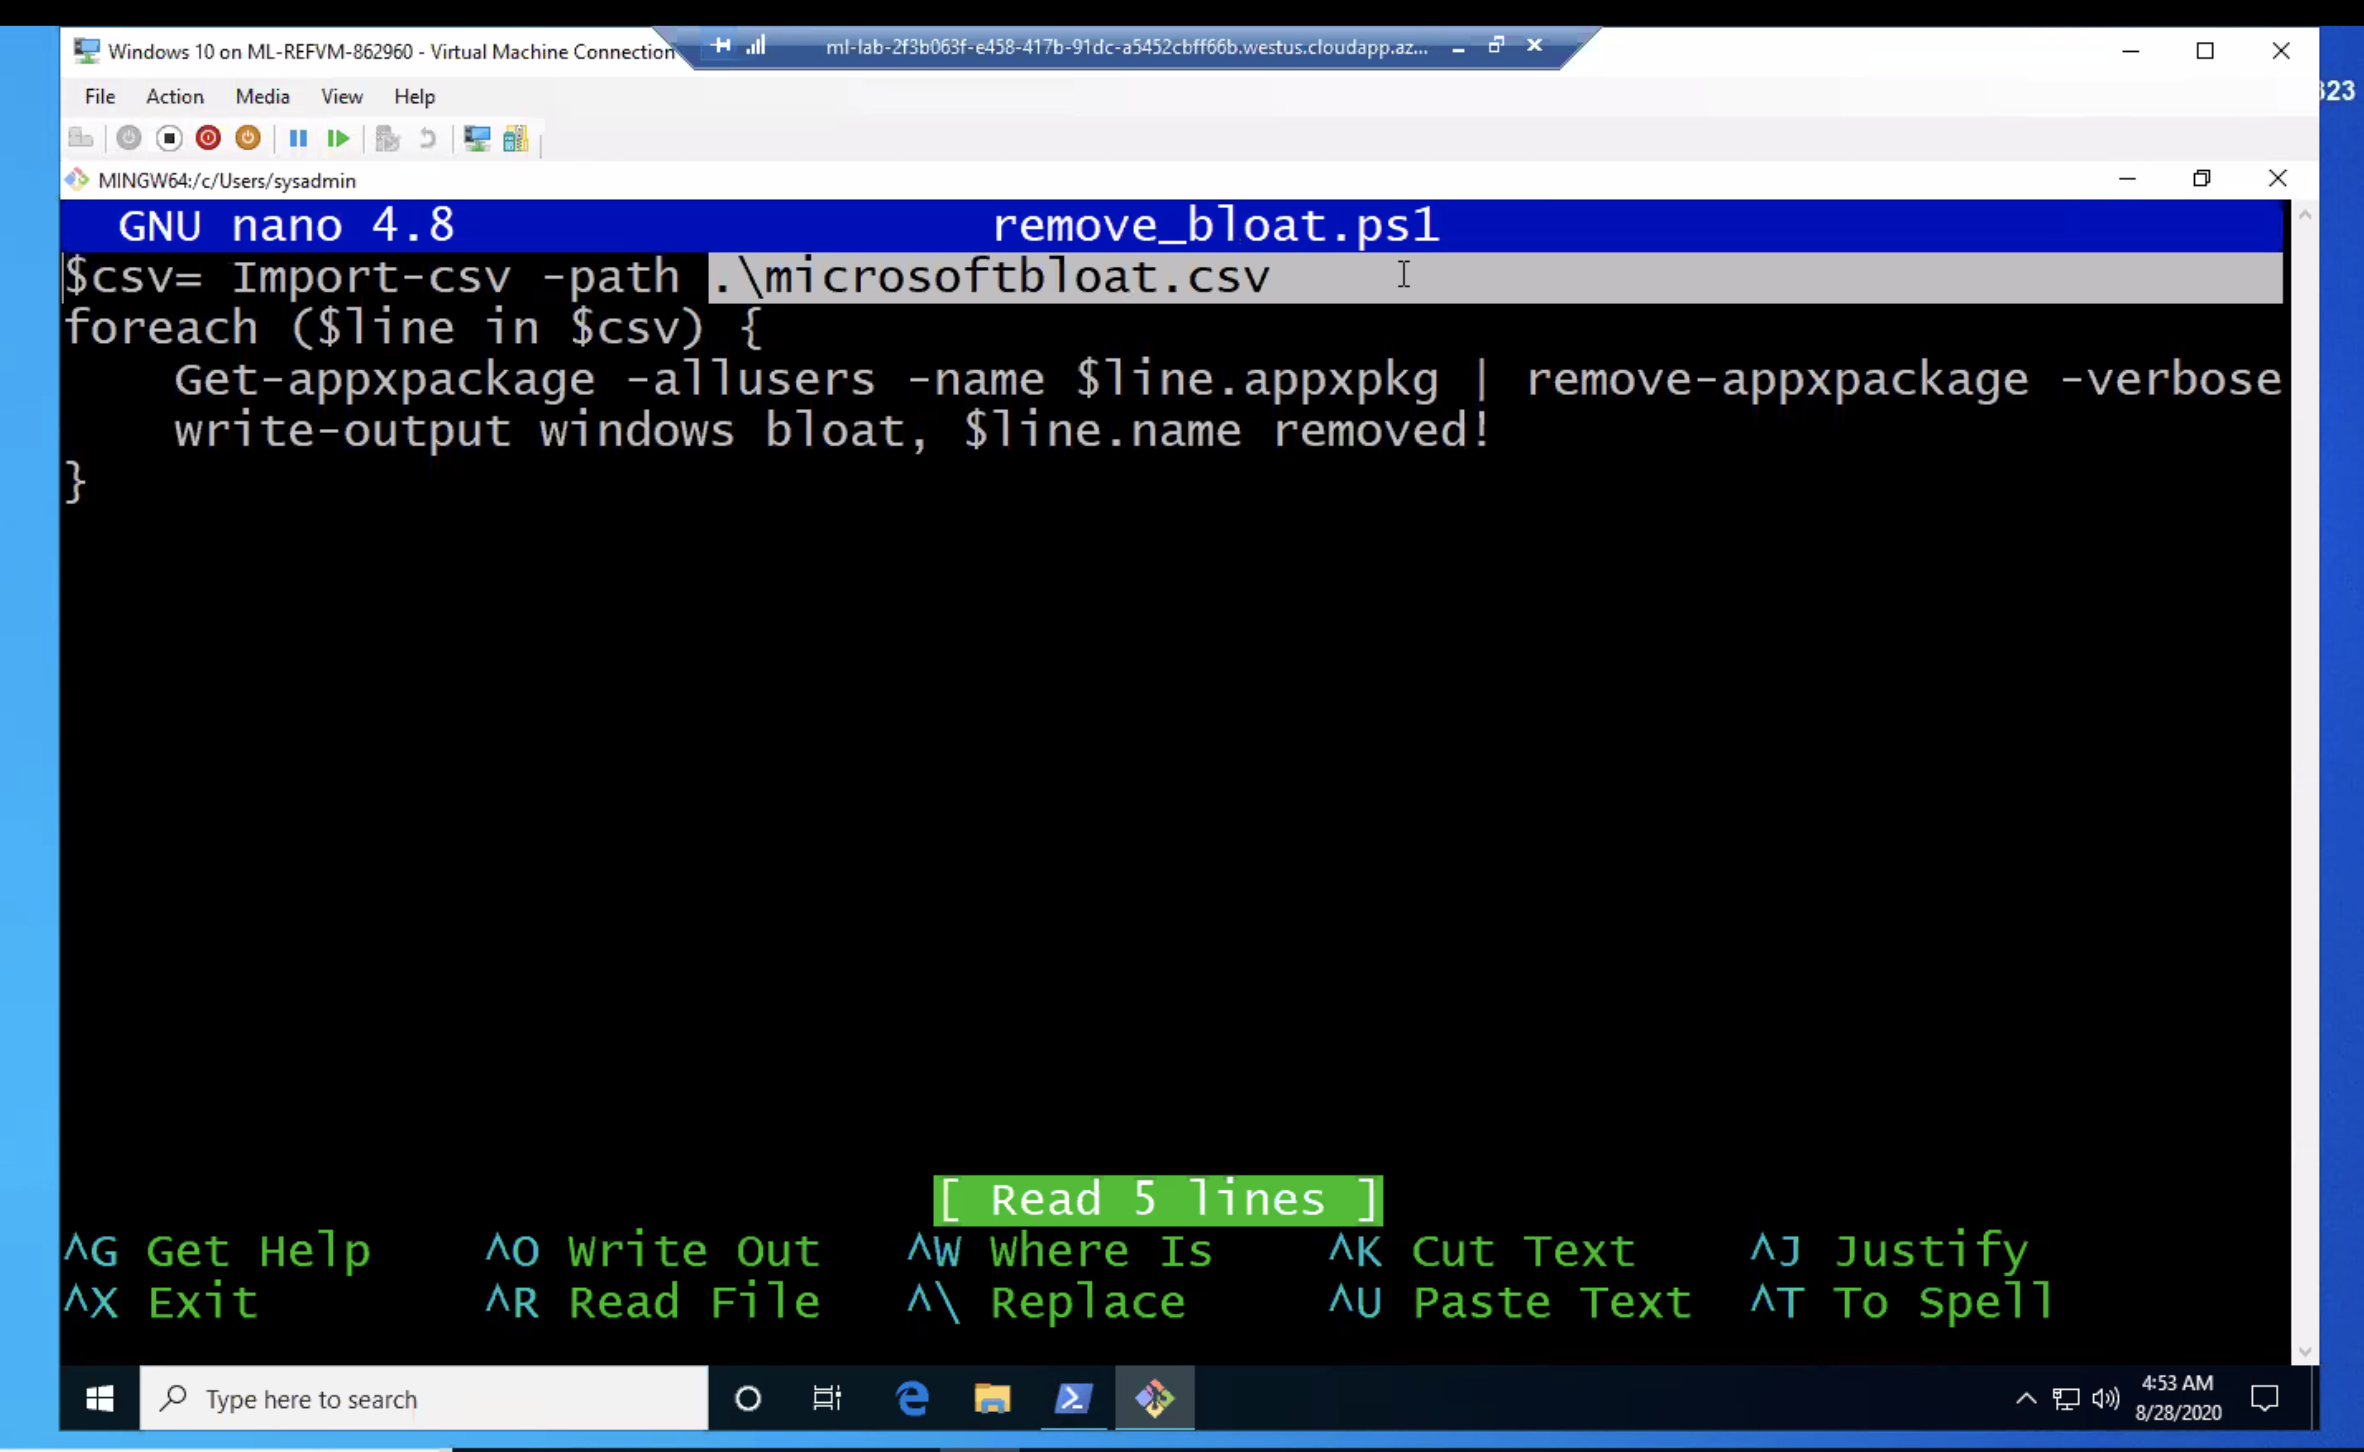 Windows 10 on ML-REFVM-862960 - Virtual Machine Connection
ml-lab-2f3b063f-e458-417b-91dc-a5452cbff66b.westus.cloudapp.az...
File Action Media View Help
MINGW64:/c/Users/sysadmin
GNU nano 4.8 remove_bloat.ps1
$csv= Import-csv -path .\microsoftbloat.csv
foreach ($line in $csv) {
Get-appxpackage -allusers -name $line.appxpkg | remove-appxpackage -verbose
write-output windows bloat, $line.name removed!
}
[ Read 5 lines ]
^G Get Help ^O Write Out ^W Where Is ^K Cut Text ^J Justify
^X Exit ^R Read File ^\ Replace ^U Paste Text ^T To Spell
Type here to search
4:53 AM
8/28/2020